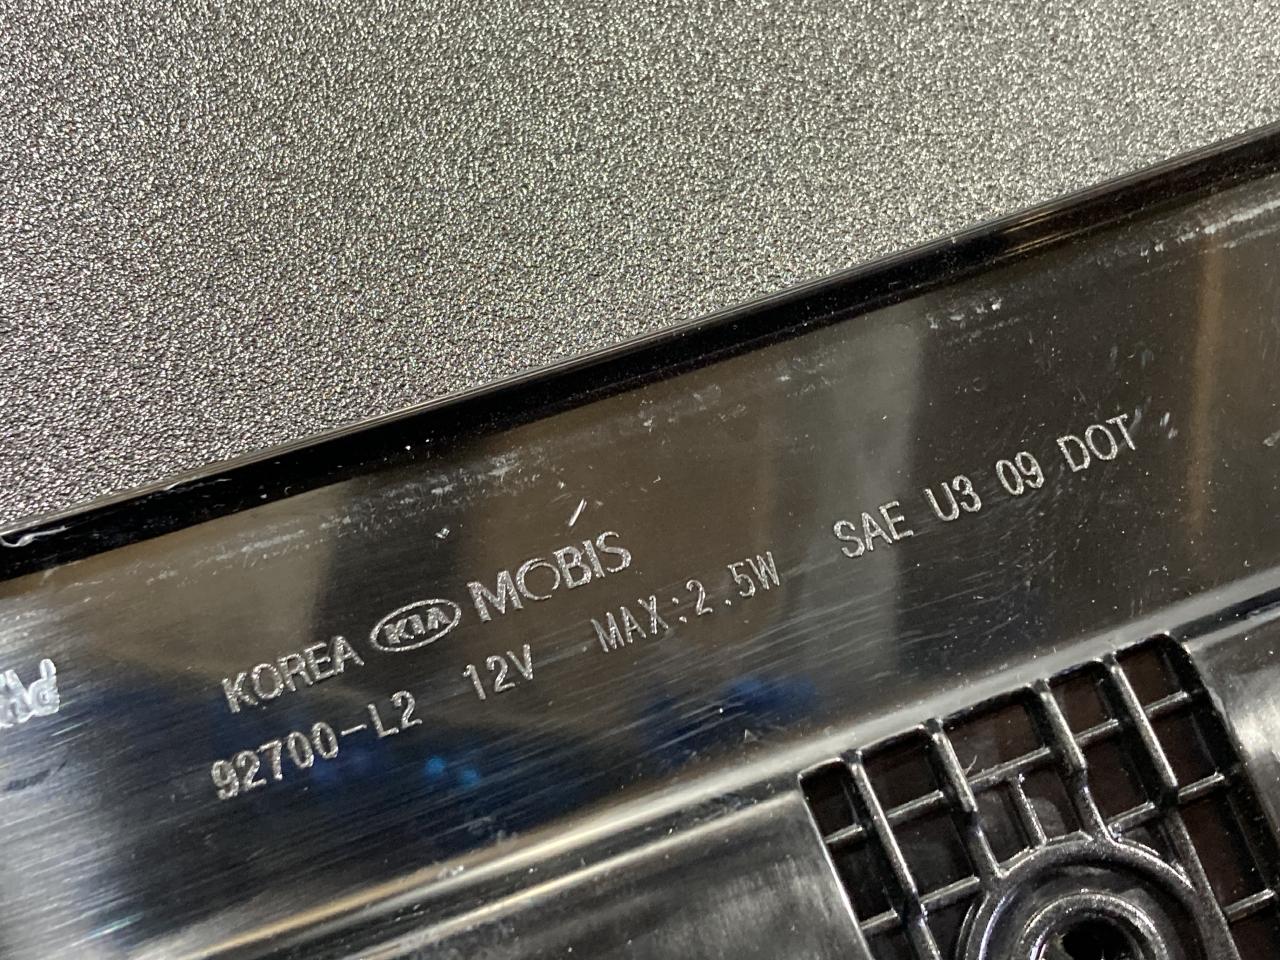 KOREA KIA MOBIS
92700-L2 12V MAX:2.5W SAE U3 09 DOT